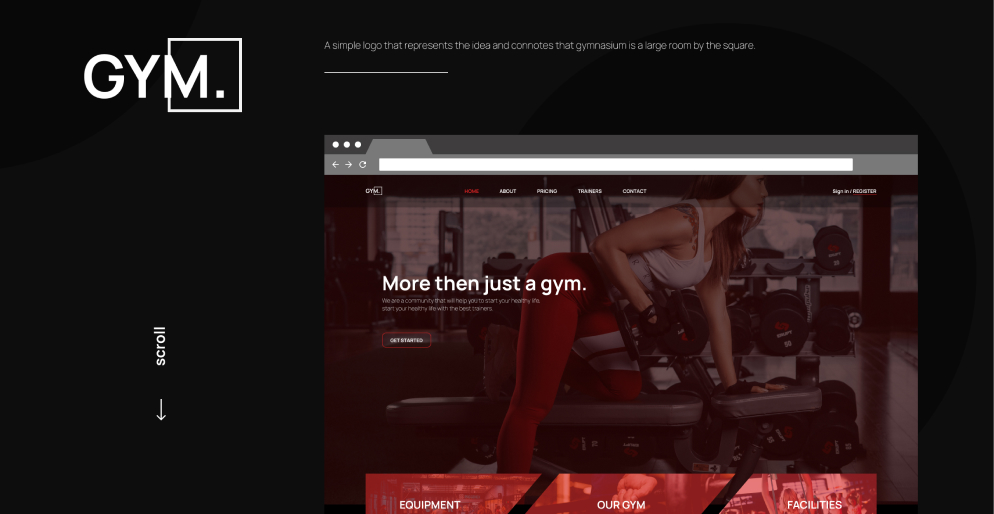 GYM.
A simple logo that represents the idea and connotes that gymnasium is a large room by the square.
scroll
GYM.
HOME ABOUT PRICING TRAINERS CONTACT Sign in / REGISTER
More then just a gym.
We are a community that will help you to start your healthy life,
start your healthy life with the best trainers.
GET STARTED
EQUIPMENT OUR GYM FACILITIES